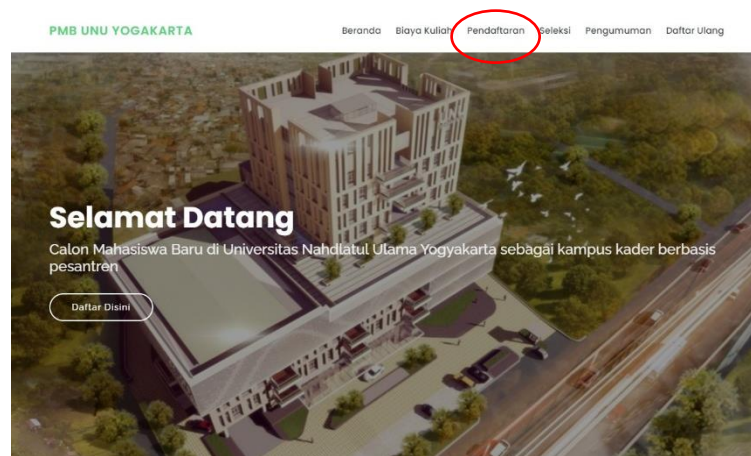 PMB UNU YOGAKARTA
Beranda Biaya Kuliah Pendaftaran Seleksi Pengumuman Daftar Ulang
Selamat Datang
Calon Mahasiswa Baru di Universitas Nahdlatul Ulama Yogyakarta sebagai kampus kader berbasis
pesantren
Daftar Disini